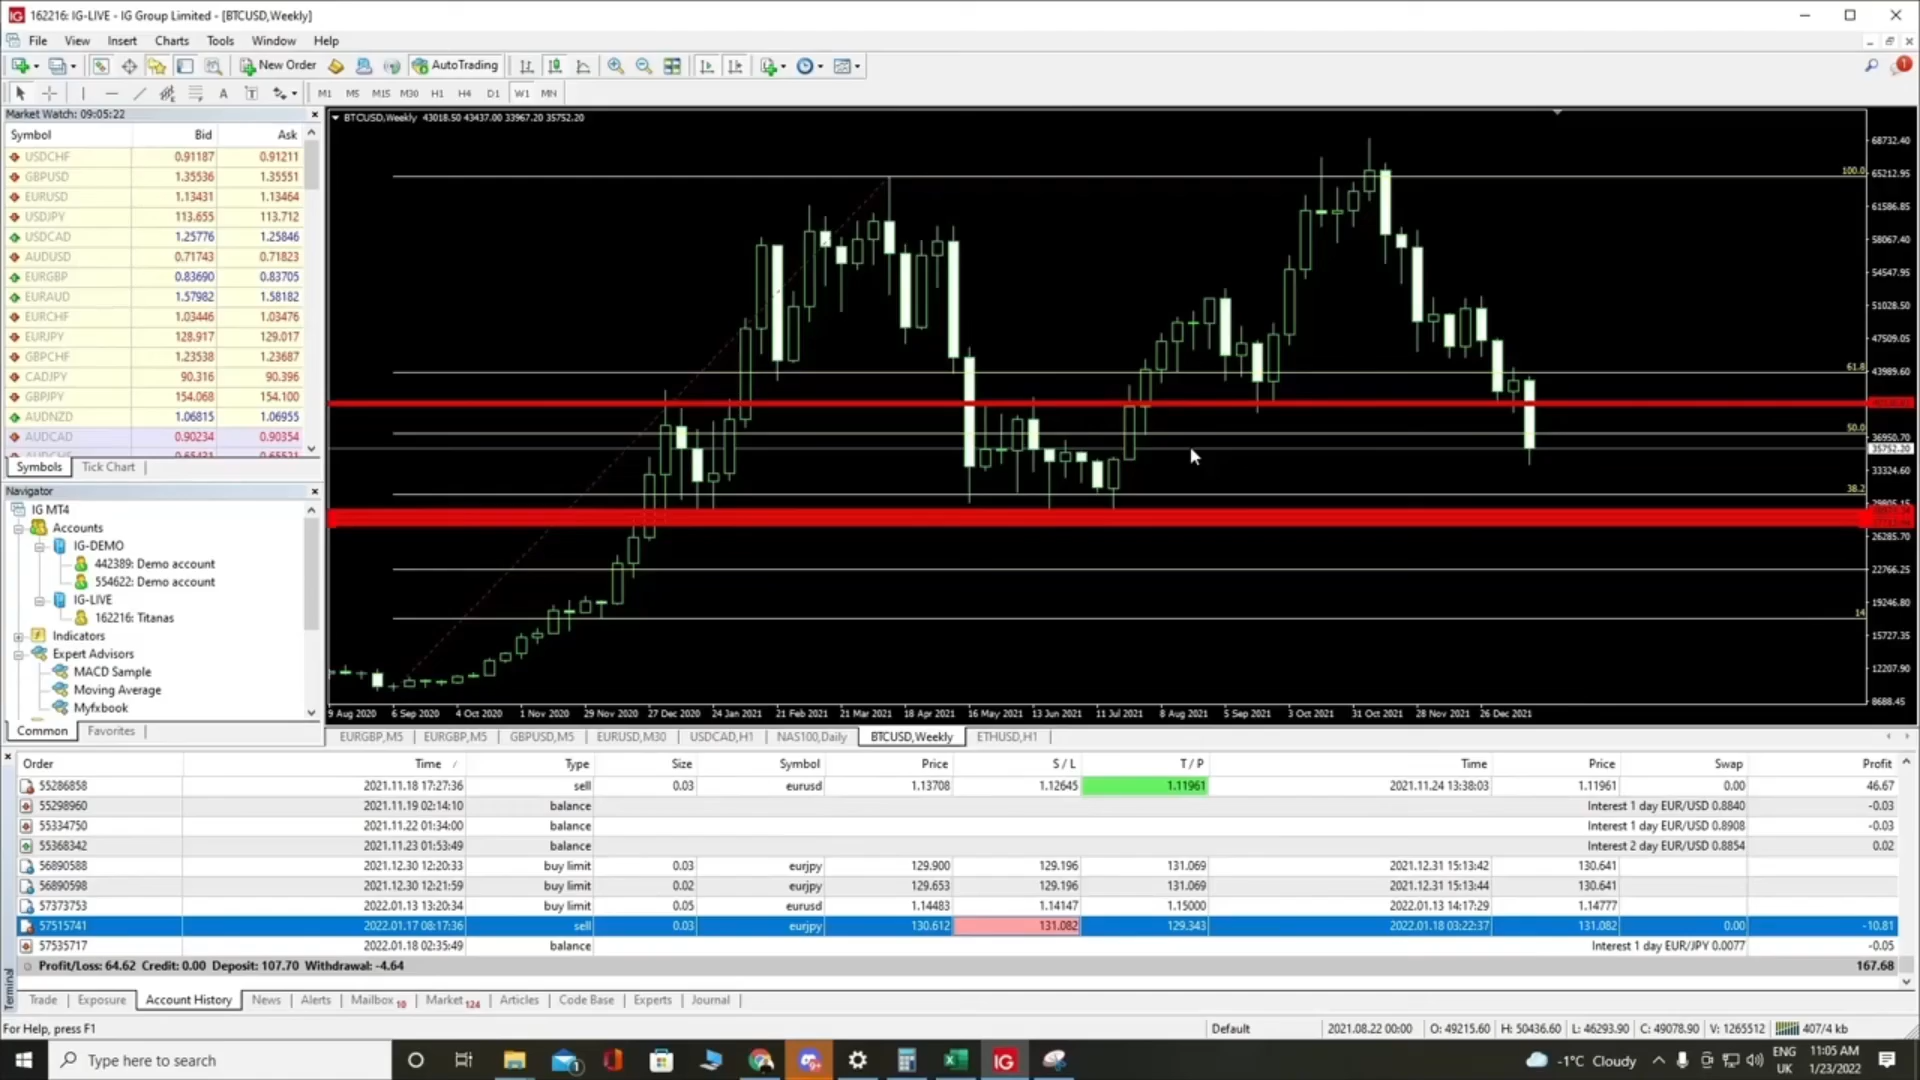 162216: IG-LIVE - IG Group Limited - [BTCUSD,Weekly]
File View Insert Charts Tools Window Help
New Order AutoTrading
M1 M5 M15 M30 H1 H4 D1 W1 MN
Market Watch: 09:05:22
Symbol Bid Ask
USDCHF 0.91187 0.91211
GBPUSD 1.35536 1.35551
EURUSD 1.13431 1.13464
USDJPY 113.655 113.712
USDCAD 1.25776 1.25846
AUDUSD 0.71743 0.71823
EURGBP 0.83690 0.83705
EURAUD 1.57982 1.58182
EURCHF 1.03446 1.03476
EURJPY 128.917 129.017
GBPCHF 1.23538 1.23687
CADJPY 90.316 90.396
GBPJPY 154.068 154.100
AUDNZD 1.06815 1.06955
AUDCAD 0.90234 0.90354
Symbols Tick Chart
Navigator
IG MT4
Accounts
IG-DEMO
442389: Demo account
554622: Demo account
IG-LIVE
162216: Titanas
Indicators
Expert Advisors
MACD Sample
Moving Average
Myfxbook
Common Favorites
BTCUSD,Weekly 43018.50 43437.00 33967.20 35752.20
68732.40
100.0
65212.95
61586.85
58067.40
54547.95
51028.50
47509.05
61.8
43989.60
50.0
36950.70
35752.20
33324.60
38.2
29805.15
26285.70
22766.25
19246.80
14
15727.35
12207.90
8688.45
9 Aug 2020 6 Sep 2020 4 Oct 2020 1 Nov 2020 29 Nov 2020 27 Dec 2020 24 Jan 2021 21 Feb 2021 21 Mar 2021 18 Apr 2021 16 May 2021 13 Jun 2021 11 Jul 2021 8 Aug 2021 5 Sep 2021 3 Oct 2021 31 Oct 2021 28 Nov 2021 26 Dec 2021
EURGBP,M5 EURGBP,M5 GBPUSD,M5 EURUSD,M30 USDCAD,H1 NAS100,Daily BTCUSD,Weekly ETHUSD,H1
Order Time / Type Size Symbol Price S / L T / P Time Price Swap Profit
55286858 2021.11.18 17:27:36 sell 0.03 eurusd 1.13708 1.12645 1.11961 2021.11.24 13:38:03 1.11961 0.00 46.67
55298960 2021.11.19 02:14:10 balance Interest 1 day EUR/USD 0.8840 -0.03
55334750 2021.11.22 01:34:00 balance Interest 1 day EUR/USD 0.8908 -0.03
55368342 2021.11.23 01:53:49 balance Interest 2 day EUR/USD 0.8854 0.02
56890588 2021.12.30 12:20:33 buy limit 0.03 eurjpy 129.900 129.196 131.069 2021.12.31 15:13:42 130.641
56890598 2021.12.30 12:21:59 buy limit 0.02 eurjpy 129.653 129.196 131.069 2021.12.31 15:13:44 130.641
57373753 2022.01.13 13:20:34 buy limit 0.05 eurusd 1.14483 1.14147 1.15000 2022.01.13 14:17:29 1.14777
57515741 2022.01.17 08:17:36 sell 0.03 eurjpy 130.612 131.082 129.343 2022.01.18 03:22:37 131.082 0.00 -10.81
57535717 2022.01.18 02:35:49 balance Interest 1 day EUR/JPY 0.0077 -0.05
Profit/Loss: 64.62 Credit: 0.00 Deposit: 107.70 Withdrawal: -4.64 167.68
Terminal
Trade Exposure Account History News Alerts Mailbox 10 Market 124 Articles Code Base Experts Journal
For Help, press F1 Default 2021.08.22 00:00 O: 49215.60 H: 50436.60 L: 46293.90 C: 49078.90 V: 1265512 407/4 kb
Type here to search
-1°C Cloudy
ENG
UK
11:05 AM
1/23/2022